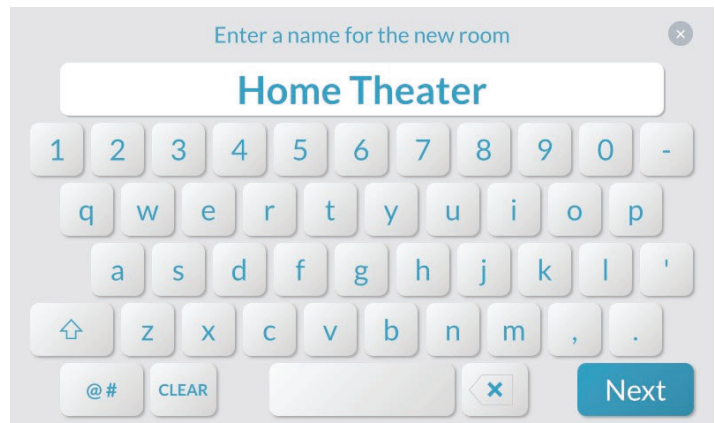 Enter a name for the new room
Home Theater
1 2 3 4 5 6 7 8 9 0 -
q w e r t y u i o p
a s d f g h j k l '
z x c v b n m , .
@# CLEAR Next